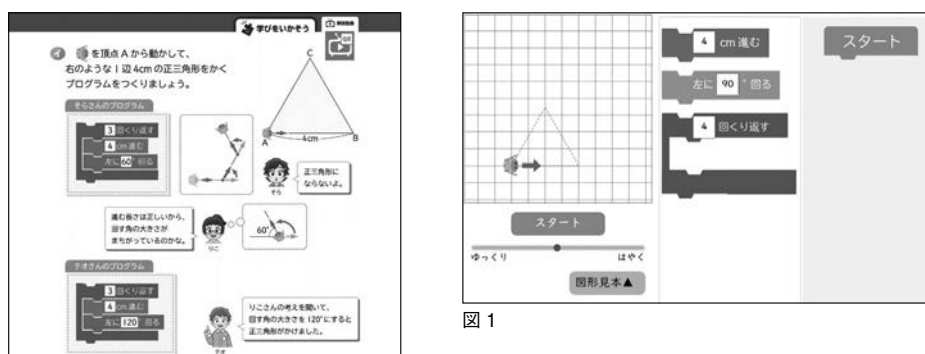 学びをいかそう
イ を頂点Aから動かして、
右のような1辺4cmの正三角形をかく
プログラムをつくりましょう。
C
A
4cm
B
そらさんのプログラム
3 回くり返す
4 cm進む
左に 60° 回る
正三角形に
ならないよ。
そら
進む長さは正しいから、
回す角の大きさが
まちがっているのかな。
りこ
60°
テオさんのプログラム
3 回くり返す
4 cm進む
左に 120° 回る
りこさんの考えを聞いて、
回す角の大きさを120°にすると
正三角形がかけました。
テオ
4 cm進む
左に 90 °回る
4 回くり返す
スタート
スタート
ゆっくり
はやく
図形見本▲
図1